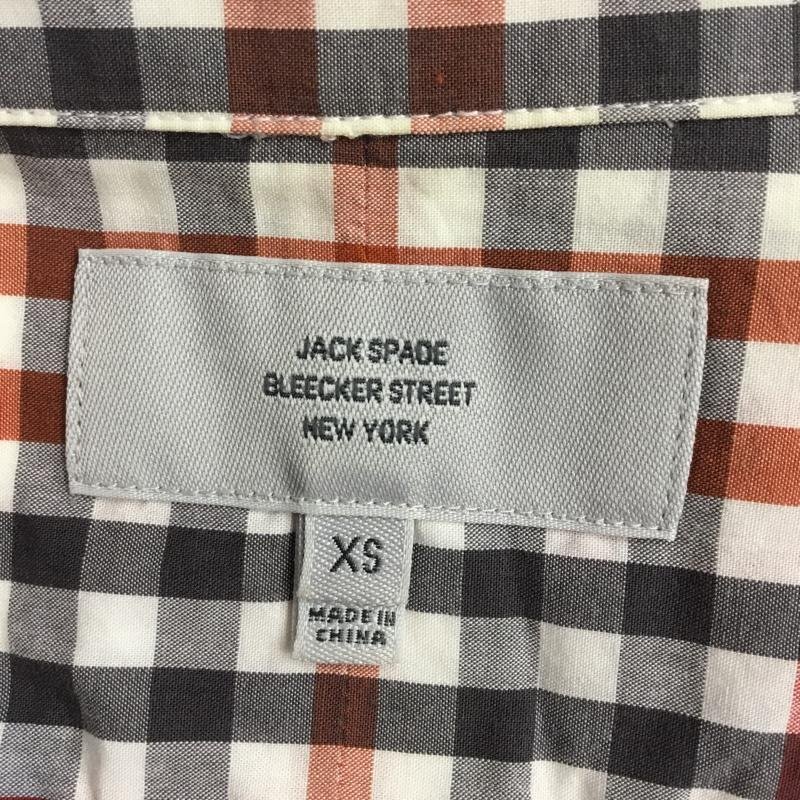 JACK SPADE
BLEECKER STREET
NEW YORK
XS
MADE IN
CHINA